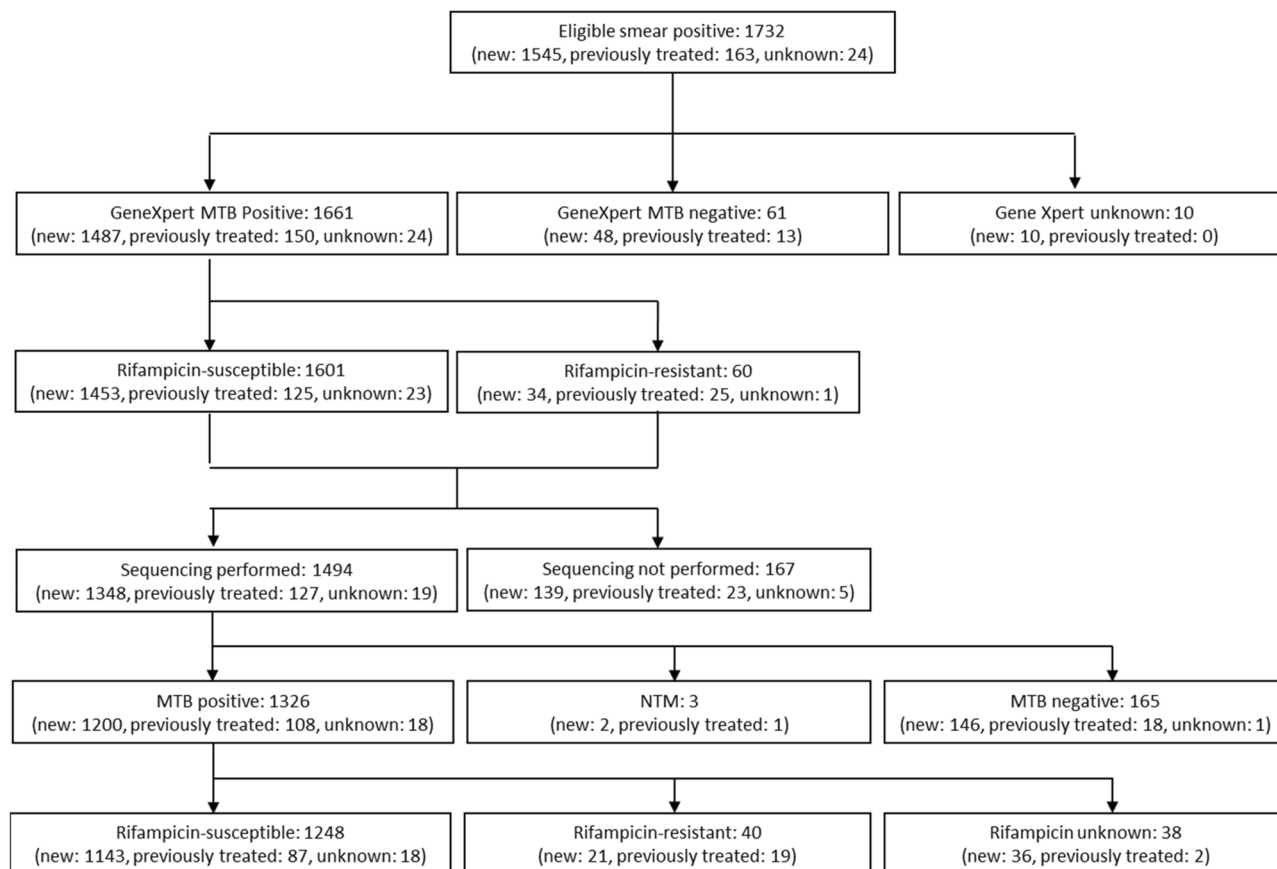 Eligible smear positive: 1732
(new: 1545, previously treated: 163, unknown: 24)
GeneXpert MTB Positive: 1661
(new: 1487, previously treated: 150, unknown: 24)
GeneXpert MTB negative: 61
(new: 48, previously treated: 13)
Gene Xpert unknown: 10
(new: 10, previously treated: 0)
Rifampicin-susceptible: 1601
(new: 1453, previously treated: 125, unknown: 23)
Rifampicin-resistant: 60
(new: 34, previously treated: 25, unknown: 1)
Sequencing performed: 1494
(new: 1348, previously treated: 127, unknown: 19)
Sequencing not performed: 167
(new: 139, previously treated: 23, unknown: 5)
MTB positive: 1326
(new: 1200, previously treated: 108, unknown: 18)
NTM: 3
(new: 2, previously treated: 1)
MTB negative: 165
(new: 146, previously treated: 18, unknown: 1)
Rifampicin-susceptible: 1248
(new: 1143, previously treated: 87, unknown: 18)
Rifampicin-resistant: 40
(new: 21, previously treated: 19)
Rifampicin unknown: 38
(new: 36, previously treated: 2)